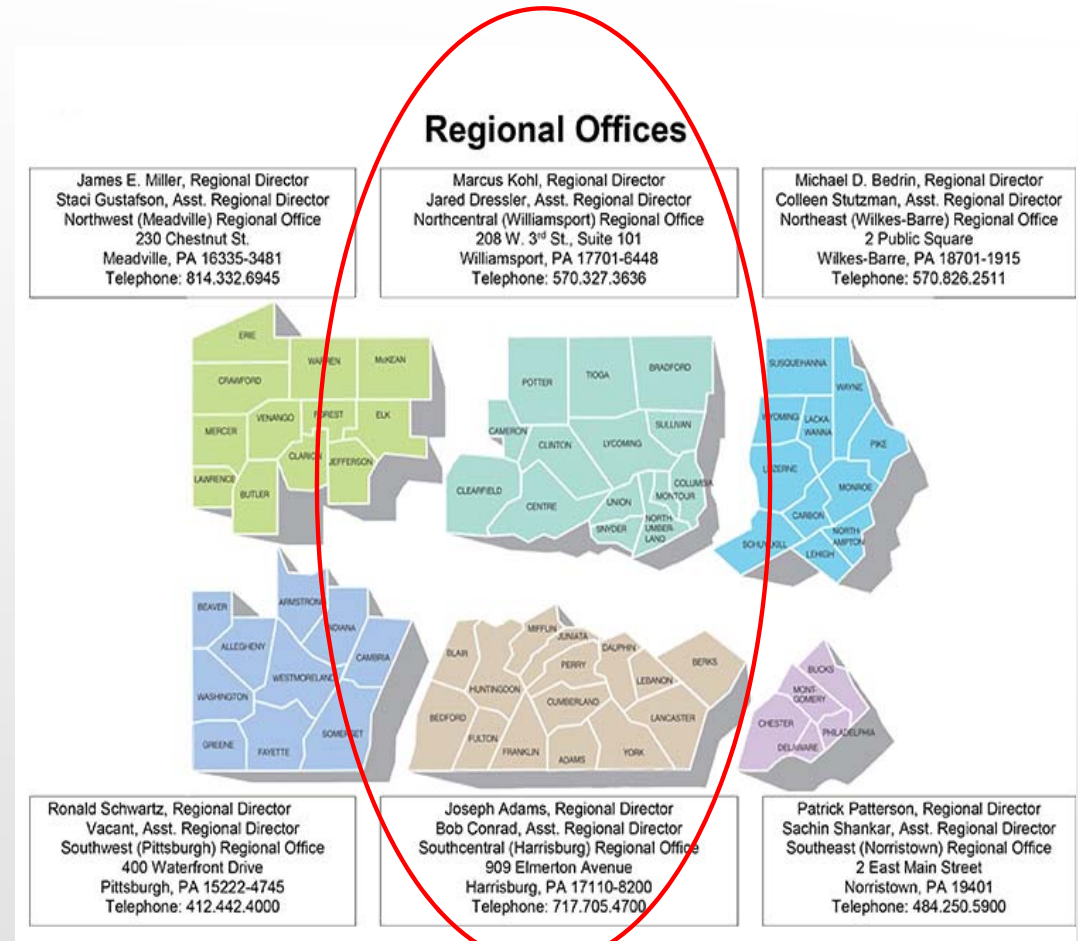 Regional Offices
James E. Miller, Regional Director
Staci Gustafson, Asst. Regional Director
Northwest (Meadville) Regional Office
230 Chestnut St.
Meadville, PA 16335-3481
Telephone: 814.332.6945
Marcus Kohl, Regional Director
Jared Dressler, Asst. Regional Director
Northcentral (Williamsport) Regional Office
208 W. 3rd St., Suite 101
Williamsport, PA 17701-6448
Telephone: 570.327.3636
Michael D. Bedrin, Regional Director
Colleen Stutzman, Asst. Regional Director
Northeast (Wilkes-Barre) Regional Office
2 Public Square
Wilkes-Barre, PA 18701-1915
Telephone: 570.826.2511
ERIE
WARREN
McKEAN
CRAWFORD
MERCER
VENANGO
FOREST
ELK
CLARION
JEFFERSON
LAWRENCE
BUTLER
POTTER
TIOGA
BRADFORD
CAMERON
CLINTON
LYCOMING
SULLIVAN
CLEARFIELD
CENTRE
UNION
MONTOUR
COLUMBIA
SNYDER
NORTH-
UMBER-
LAND
SUSQUEHANNA
WAYNE
WYOMING
LACKA-
WANNA
PIKE
LUZERNE
MONROE
CARBON
SCHUYLKILL
NORTH-
AMPTON
LEHIGH
BEAVER
ARMSTRONG
INDIANA
ALLEGHENY
CAMBRIA
WESTMORELAND
WASHINGTON
SOMERSET
GREENE
FAYETTE
BLAIR
MIFFLIN
JUNIATA
DAUPHIN
BERKS
PERRY
LEBANON
HUNTINGDON
CUMBERLAND
LANCASTER
BEDFORD
FULTON
FRANKLIN
ADAMS
YORK
BUCKS
MONT-
GOMERY
CHESTER
PHILADELPHIA
DELAWARE
Ronald Schwartz, Regional Director
Vacant, Asst. Regional Director
Southwest (Pittsburgh) Regional Office
400 Waterfront Drive
Pittsburgh, PA 15222-4745
Telephone: 412.442.4000
Joseph Adams, Regional Director
Bob Conrad, Asst. Regional Director
Southcentral (Harrisburg) Regional Office
909 Elmerton Avenue
Harrisburg, PA 17110-8200
Telephone: 717.705.4700
Patrick Patterson, Regional Director
Sachin Shankar, Asst. Regional Director
Southeast (Norristown) Regional Office
2 East Main Street
Norristown, PA 19401
Telephone: 484.250.5900